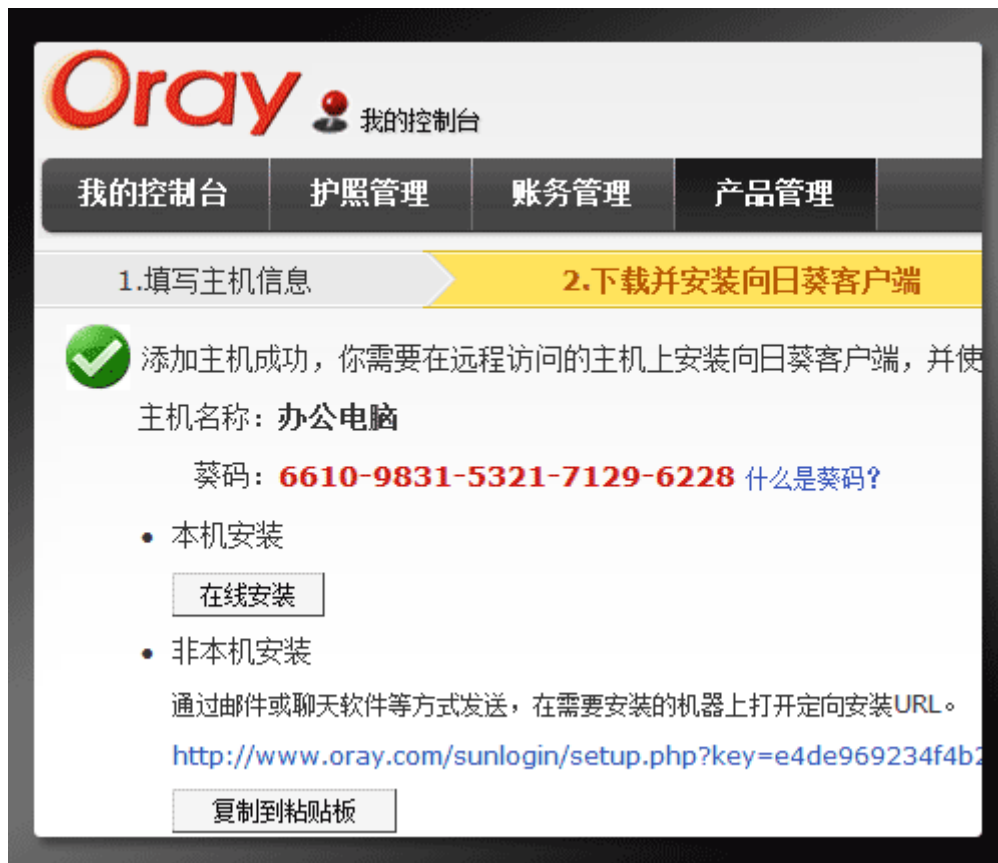 Oray 我的控制台
我的控制台 护照管理 账务管理 产品管理
1.填写主机信息 2.下载并安装向日葵客户端
添加主机成功，你需要在远程访问的主机上安装向日葵客户端，并使
主机名称：办公电脑
葵码：6610-9831-5321-7129-6228 什么是葵码?
• 本机安装
在线安装
• 非本机安装
通过邮件或聊天软件等方式发送，在需要安装的机器上打开定向安装URL。
http://www.oray.com/sunlogin/setup.php?key=e4de969234f4b2
复制到粘贴板